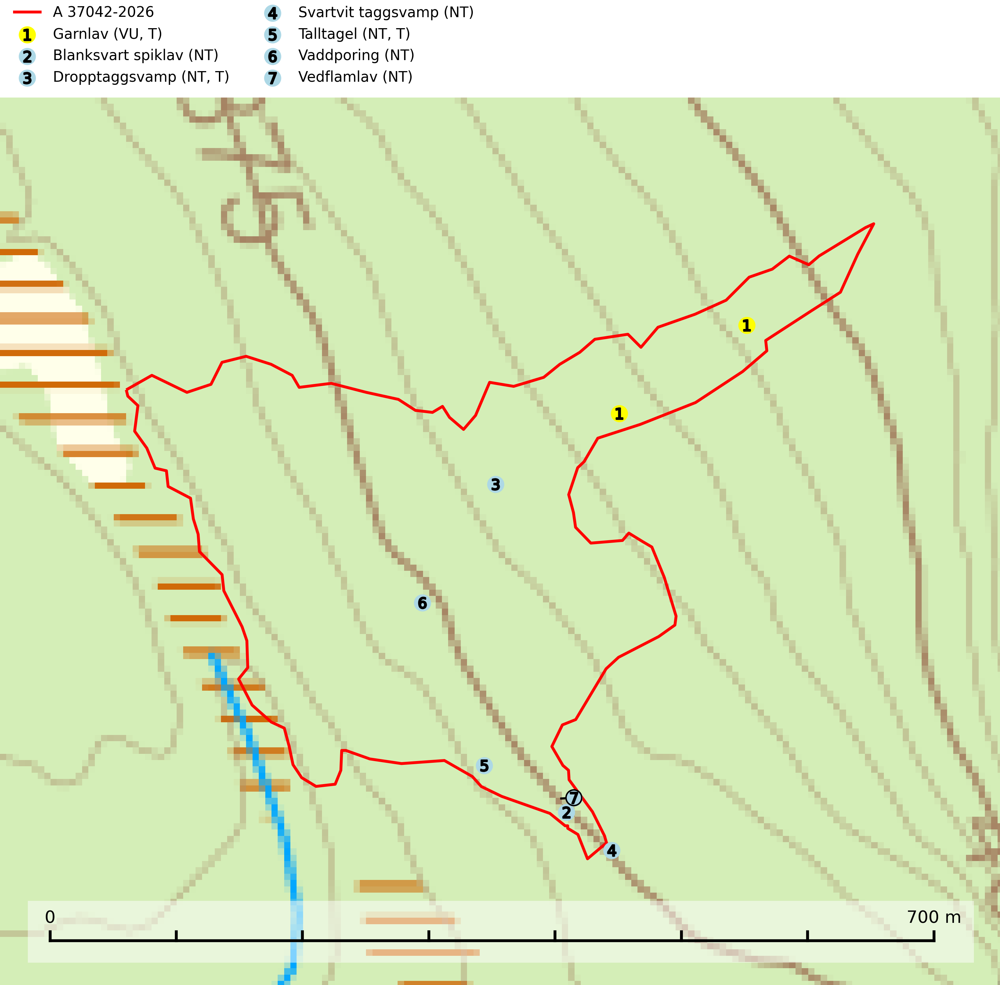 A 37042-2026
1 Garnlav (VU, T)
2 Blanksvart spiklav (NT)
3 Dropptaggsvamp (NT, T)
4 Svartvit taggsvamp (NT)
5 Talltagel (NT, T)
6 Vaddporing (NT)
7 Vedflamlav (NT)
1
1
3
6
5
7
2
4
0 700 m